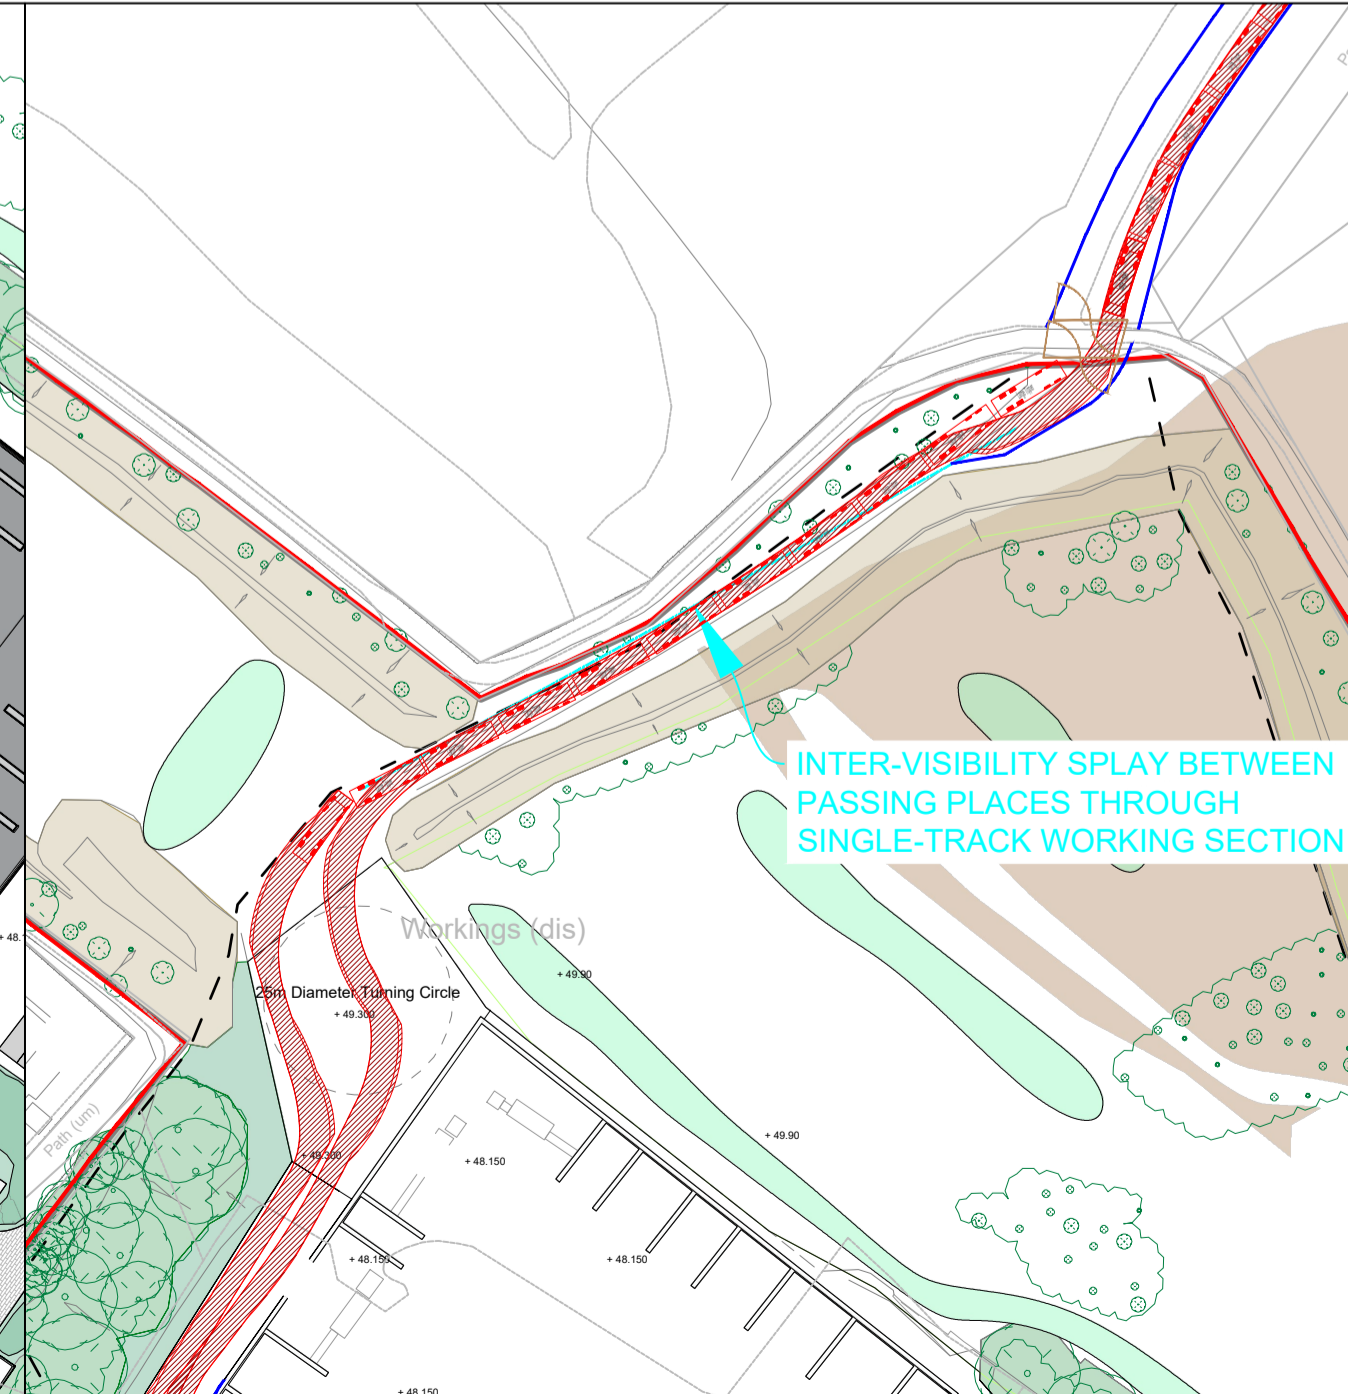 INTER-VISIBILITY SPLAY BETWEEN
PASSING PLACES THROUGH
SINGLE-TRACK WORKING SECTION
Workings (dis)
+ 49.90
25m Diameter Turning Circle
+ 49.300
+ 49.90
Path (um)
+ 49.300
+ 48.150
+ 48.150
+ 48.150
+ 48.150